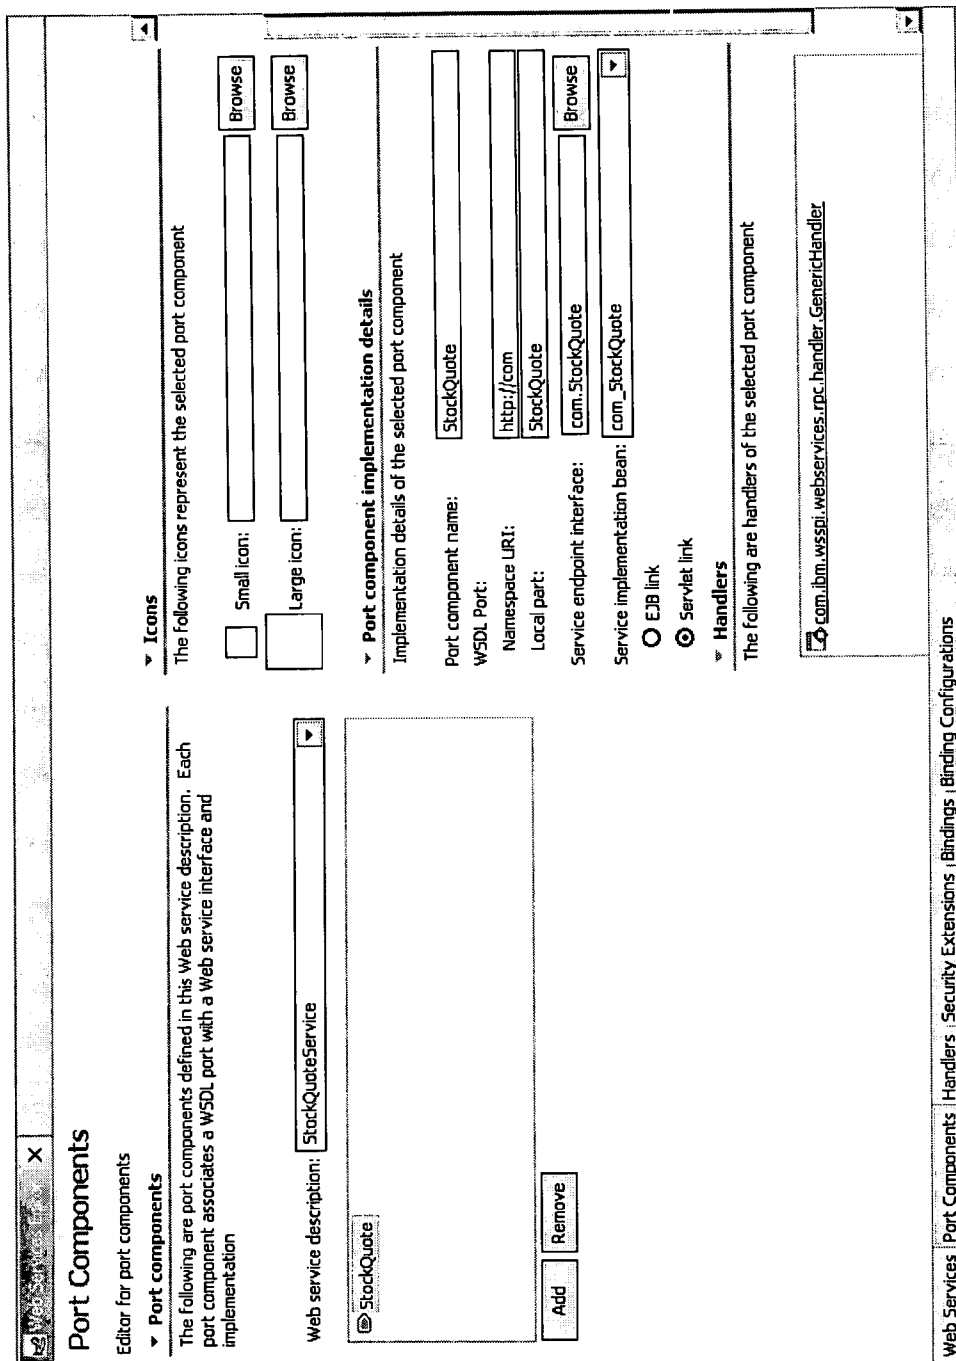 Web Services Editor X
Port Components
Editor for port components
Port components
The following are port components defined in this Web service description. Each
port component associates a WSDL port with a Web service interface and
implementation
Web service description: StockQuoteService
StockQuote
Add Remove
Icons
The following icons represent the selected port component
Small icon: Browse
Large icon: Browse
Port component implementation details
Implementation details of the selected port component
Port component name: StockQuote
WSDL Port:
Namespace URI: http://com
Local part: StockQuote
Service endpoint interface: com.StockQuote Browse
Service implementation bean: com_StockQuote
EJB link
Servlet link
Handlers
The following are handlers of the selected port component
com.ibm.wsspi.webservices.rpc.handler.GenericHandler
Web Services Port Components Handlers Security Extensions Bindings Binding Configurations